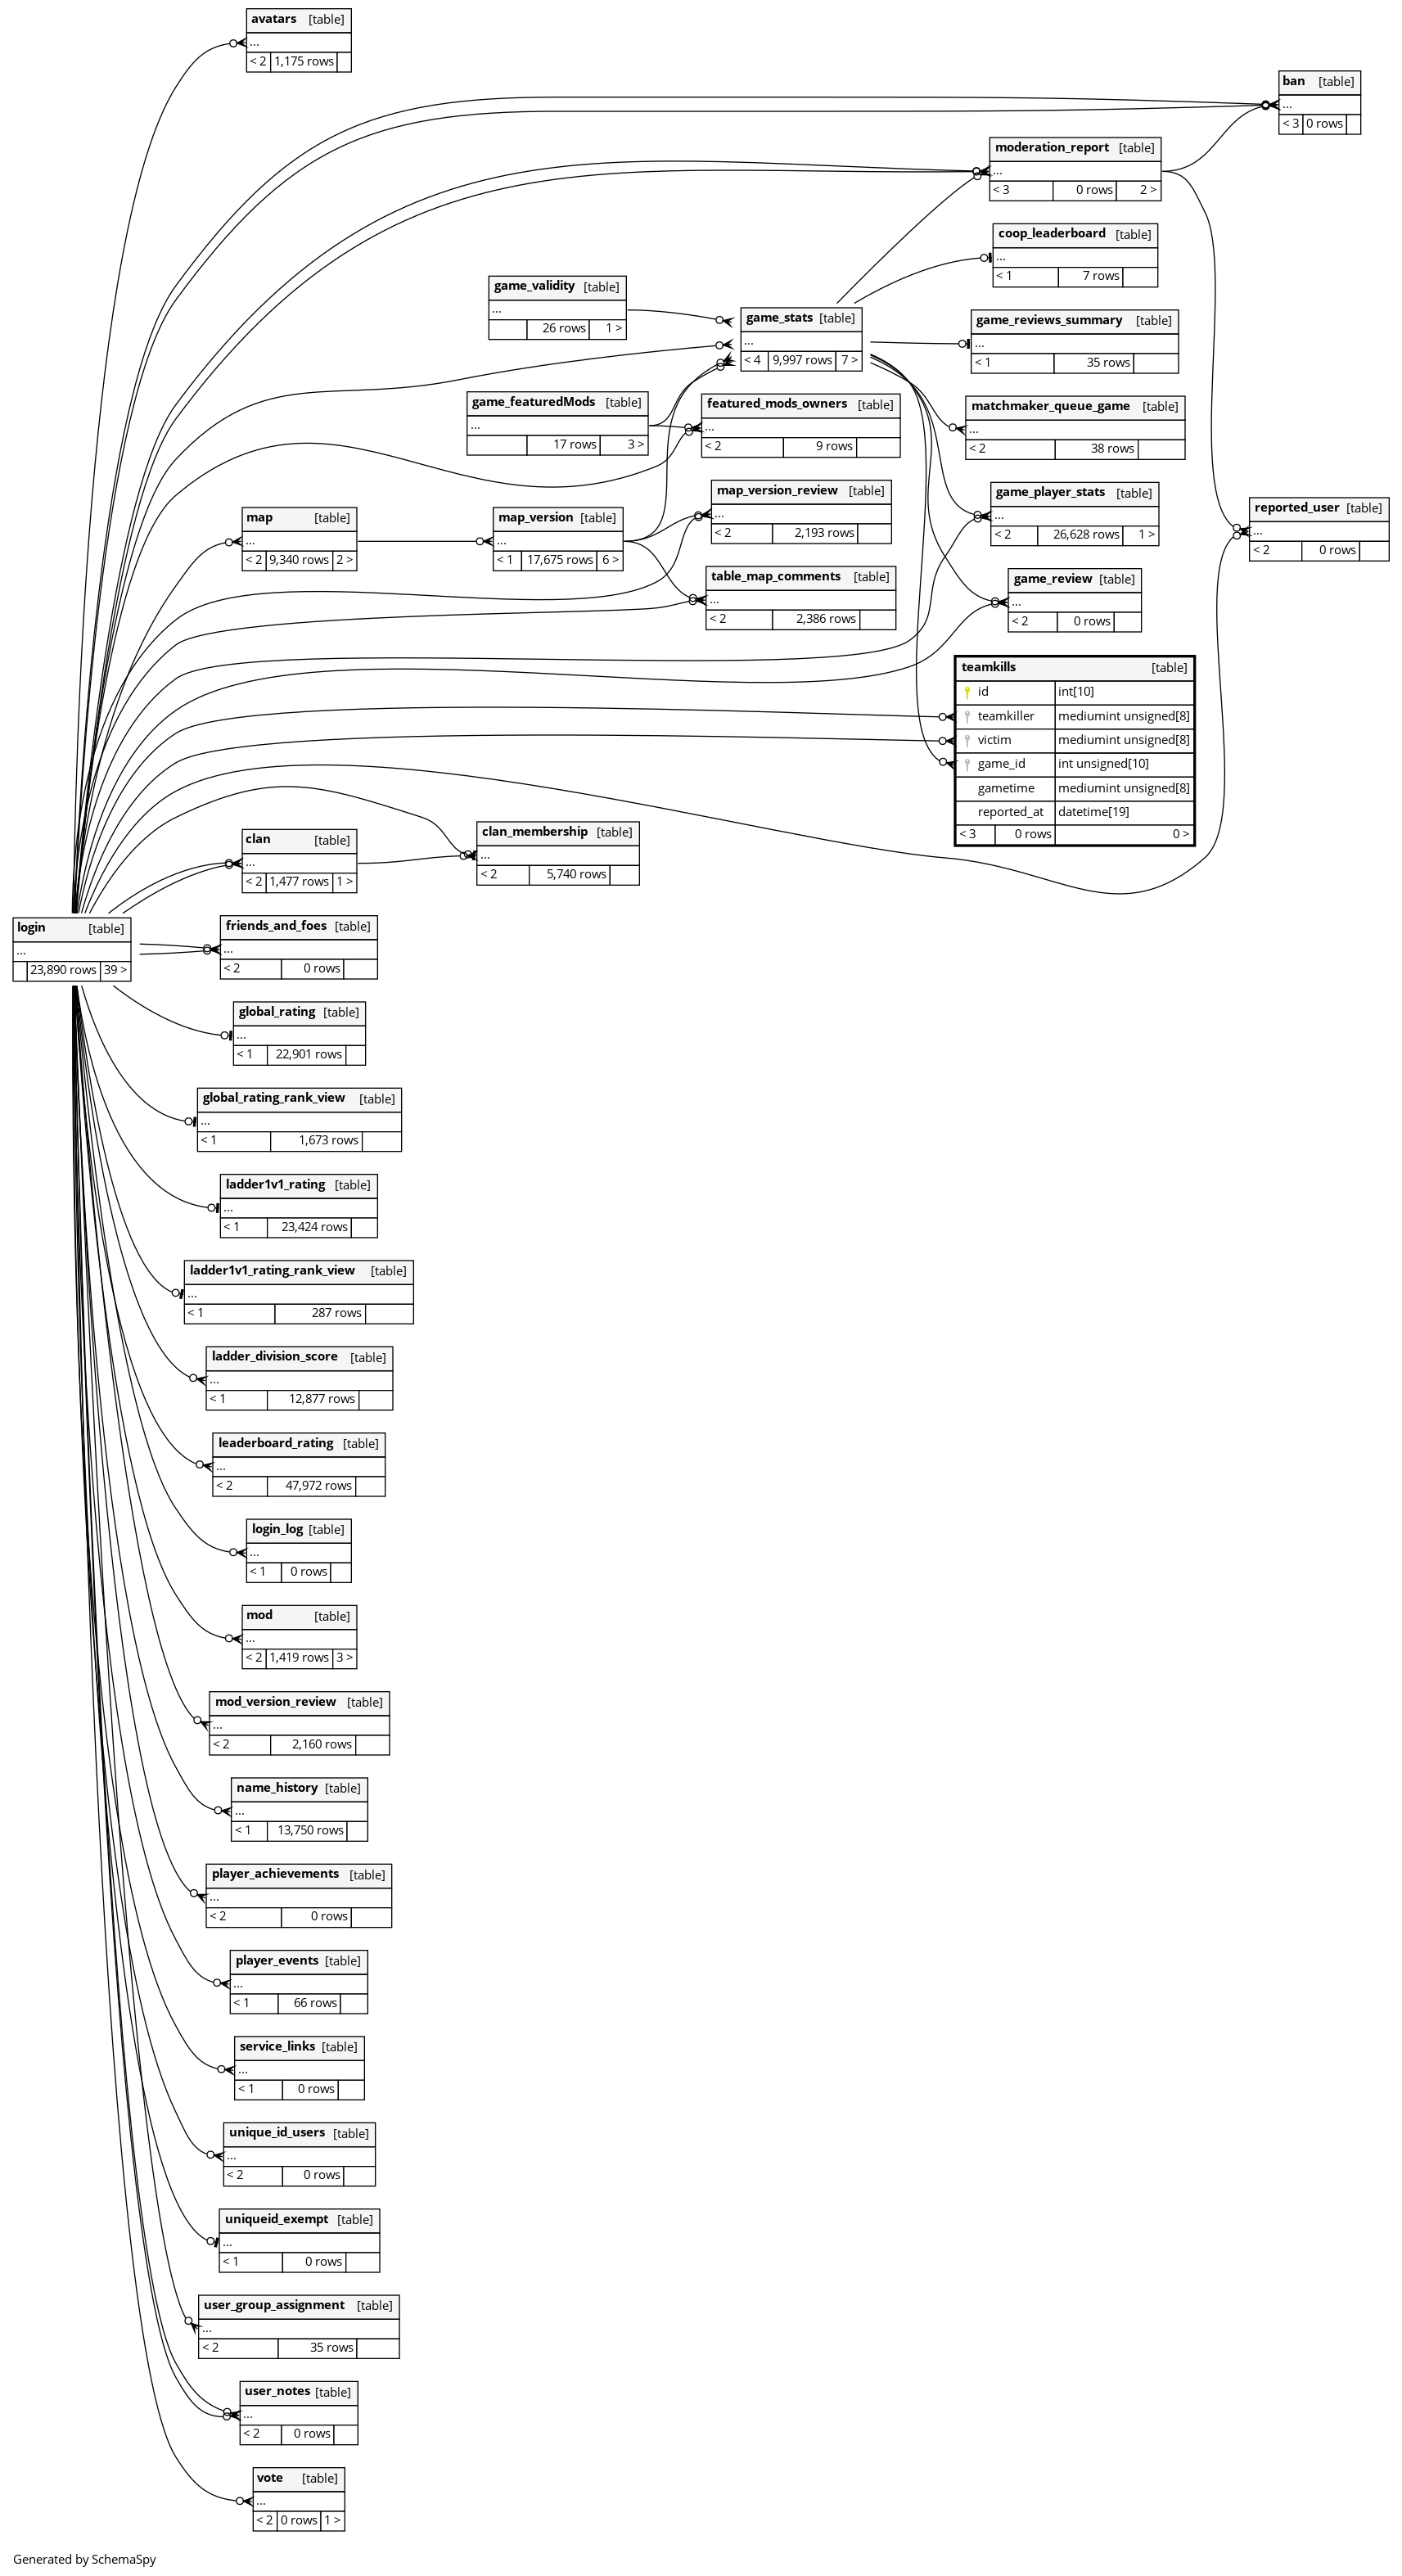 avatars [table]
...
< 2 1,175 rows
ban [table]
...
< 3 0 rows
moderation_report [table]
...
< 3 0 rows 2 >
coop_leaderboard [table]
...
< 1 7 rows
game_validity [table]
...
26 rows 1 >
game_stats [table]
...
< 4 9,997 rows 7 >
game_reviews_summary [table]
...
< 1 35 rows
game_featuredMods [table]
...
17 rows 3 >
featured_mods_owners [table]
...
< 2 9 rows
matchmaker_queue_game [table]
...
< 2 38 rows
map [table]
...
< 2 9,340 rows 2 >
map_version [table]
...
< 1 17,675 rows 6 >
map_version_review [table]
...
< 2 2,193 rows
game_player_stats [table]
...
< 2 26,628 rows 1 >
reported_user [table]
...
< 2 0 rows
table_map_comments [table]
...
< 2 2,386 rows
game_review [table]
...
< 2 0 rows
teamkills [table]
id int[10]
teamkiller mediumint unsigned[8]
victim mediumint unsigned[8]
game_id int unsigned[10]
gametime mediumint unsigned[8]
reported_at datetime[19]
< 3 0 rows 0 >
clan [table]
...
< 2 1,477 rows 1 >
clan_membership [table]
...
< 2 5,740 rows
login [table]
...
23,890 rows 39 >
friends_and_foes [table]
...
< 2 0 rows
global_rating [table]
...
< 1 22,901 rows
global_rating_rank_view [table]
...
< 1 1,673 rows
ladder1v1_rating [table]
...
< 1 23,424 rows
ladder1v1_rating_rank_view [table]
...
< 1 287 rows
ladder_division_score [table]
...
< 1 12,877 rows
leaderboard_rating [table]
...
< 2 47,972 rows
login_log [table]
...
< 1 0 rows
mod [table]
...
< 2 1,419 rows 3 >
mod_version_review [table]
...
< 2 2,160 rows
name_history [table]
...
< 1 13,750 rows
player_achievements [table]
...
< 2 0 rows
player_events [table]
...
< 1 66 rows
service_links [table]
...
< 1 0 rows
unique_id_users [table]
...
< 2 0 rows
uniqueid_exempt [table]
...
< 1 0 rows
user_group_assignment [table]
...
< 2 35 rows
user_notes [table]
...
< 2 0 rows
vote [table]
...
< 2 0 rows 1 >
Generated by SchemaSpy